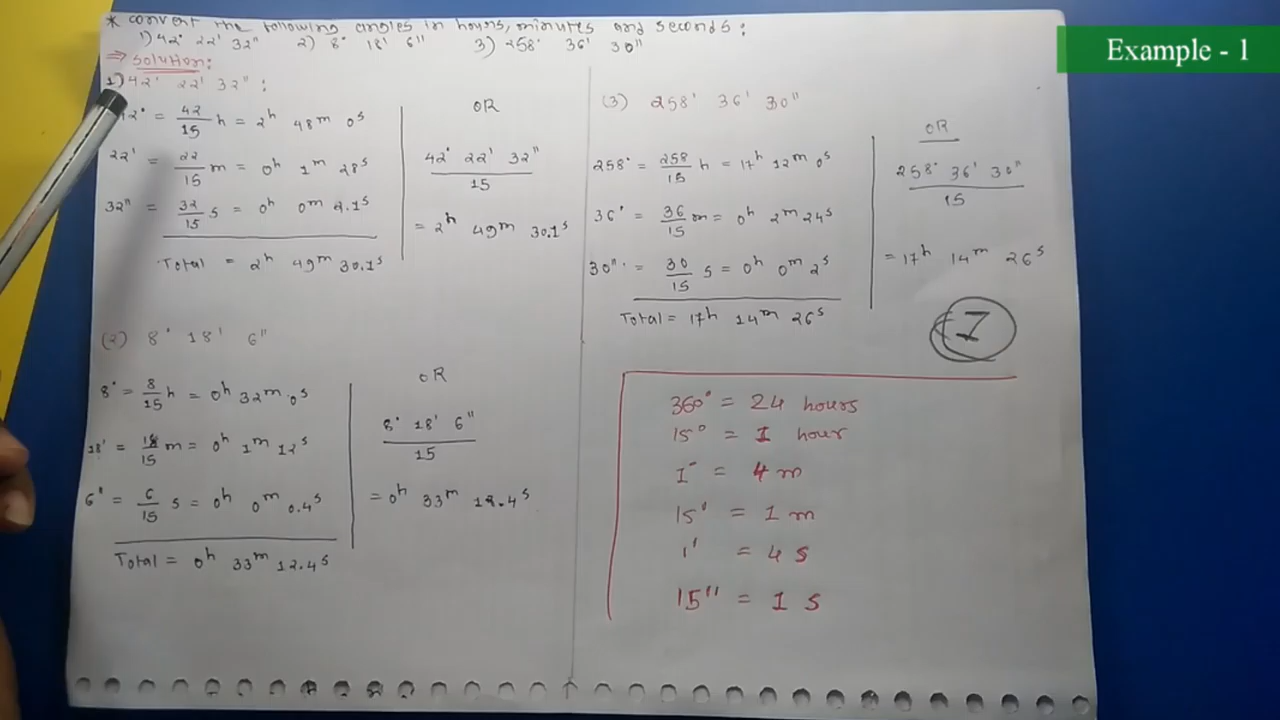 Example - 1
* Convert the following angles in hours, minutes and seconds :
1) 42° 22' 32" 2) 8° 18' 6" 3) 258° 36' 30"
⇒ Solution :
1) 42° 22' 32" :
42° = 42/15 h = 2h 48m 0s
22' = 22/15 m = 0h 1m 28s
32" = 32/15 s = 0h 0m 2.1s
Total = 2h 49m 30.1s
OR
42° 22' 32" / 15
= 2h 49m 30.1s
(2) 8° 18' 6"
8° = 8/15 h = 0h 32m 0s
18' = 18/15 m = 0h 1m 12s
6" = 6/15 s = 0h 0m 0.4s
Total = 0h 33m 12.4s
OR
8° 18' 6" / 15
= 0h 33m 12.4s
(3) 258° 36' 30"
258° = 258/15 h = 17h 12m 0s
36' = 36/15 m = 0h 2m 24s
30" = 30/15 s = 0h 0m 2s
Total = 17h 14m 26s
OR
258° 36' 30" / 15
= 17h 14m 26s
I
360° = 24 hours
15° = 1 hour
1° = 4 m
15' = 1 m
1' = 4 s
15" = 1 s